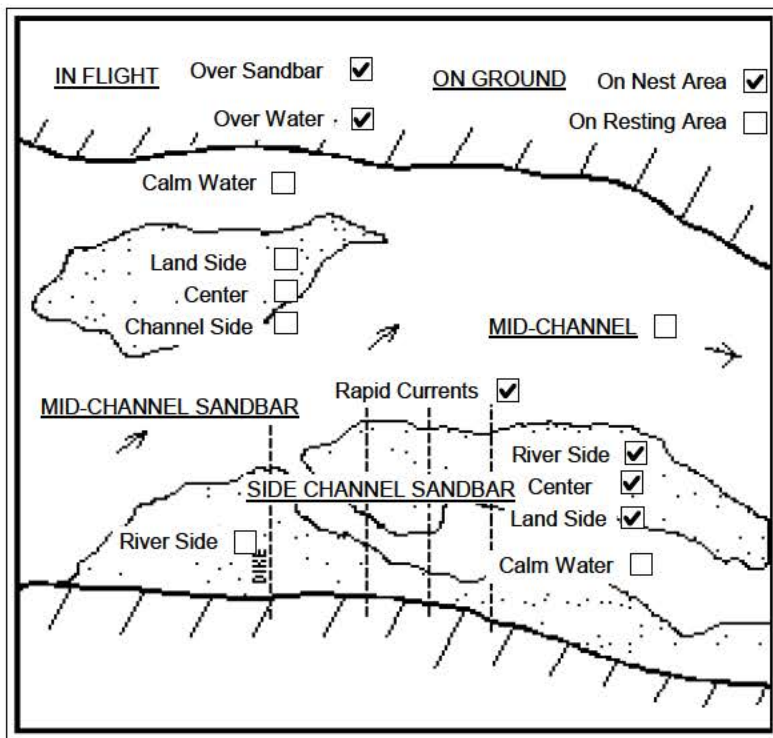 IN FLIGHT Over Sandbar ON GROUND On Nest Area
Over Water On Resting Area
Calm Water
Land Side
Center
Channel Side MID-CHANNEL
Rapid Currents
MID-CHANNEL SANDBAR
River Side
SIDE CHANNEL SANDBAR Center
Land Side
River Side
DIKE
Calm Water